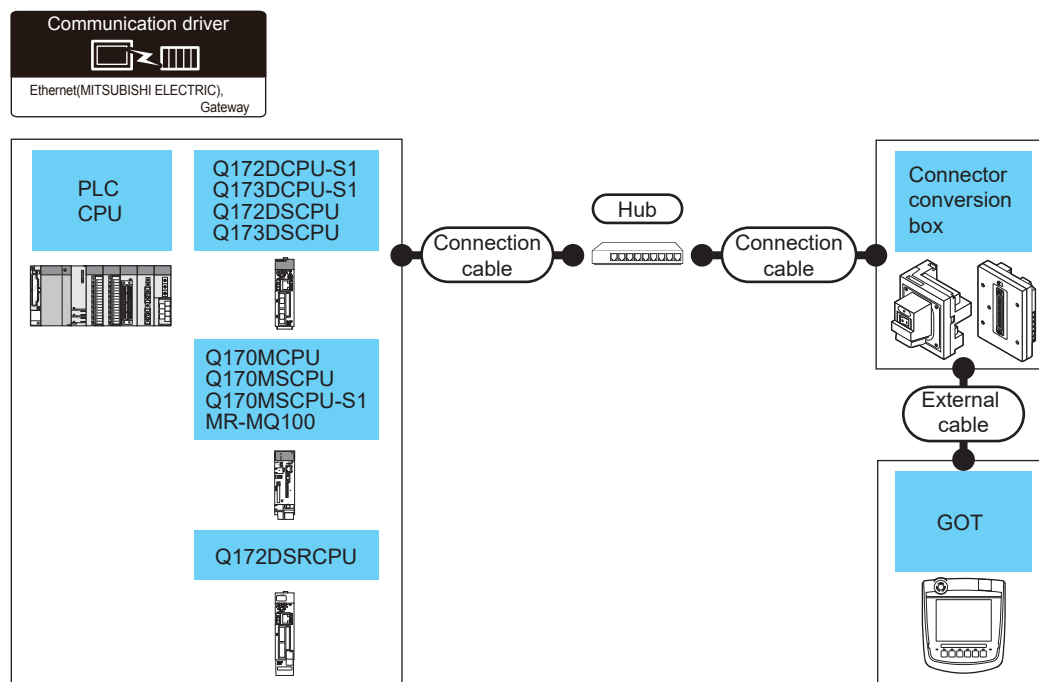 Communication driver
Ethernet(MITSUBISHI ELECTRIC),
Gateway
PLC
CPU
Q172DCPU-S1
Q173DCPU-S1
Q172DSCPU
Q173DSCPU
Q170MCPU
Q170MSCPU
Q170MSCPU-S1
MR-MQ100
Q172DSRCPU
Connection
cable
Hub
Connection
cable
Connector
conversion
box
External
cable
GOT